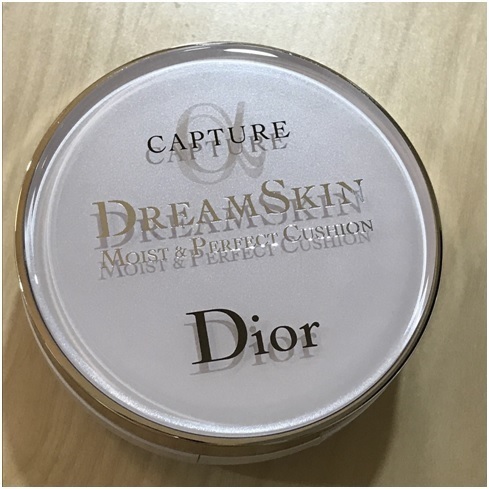 CAPTURE
DREAMSKIN
MOIST & PERFECT CUSHION
Dior